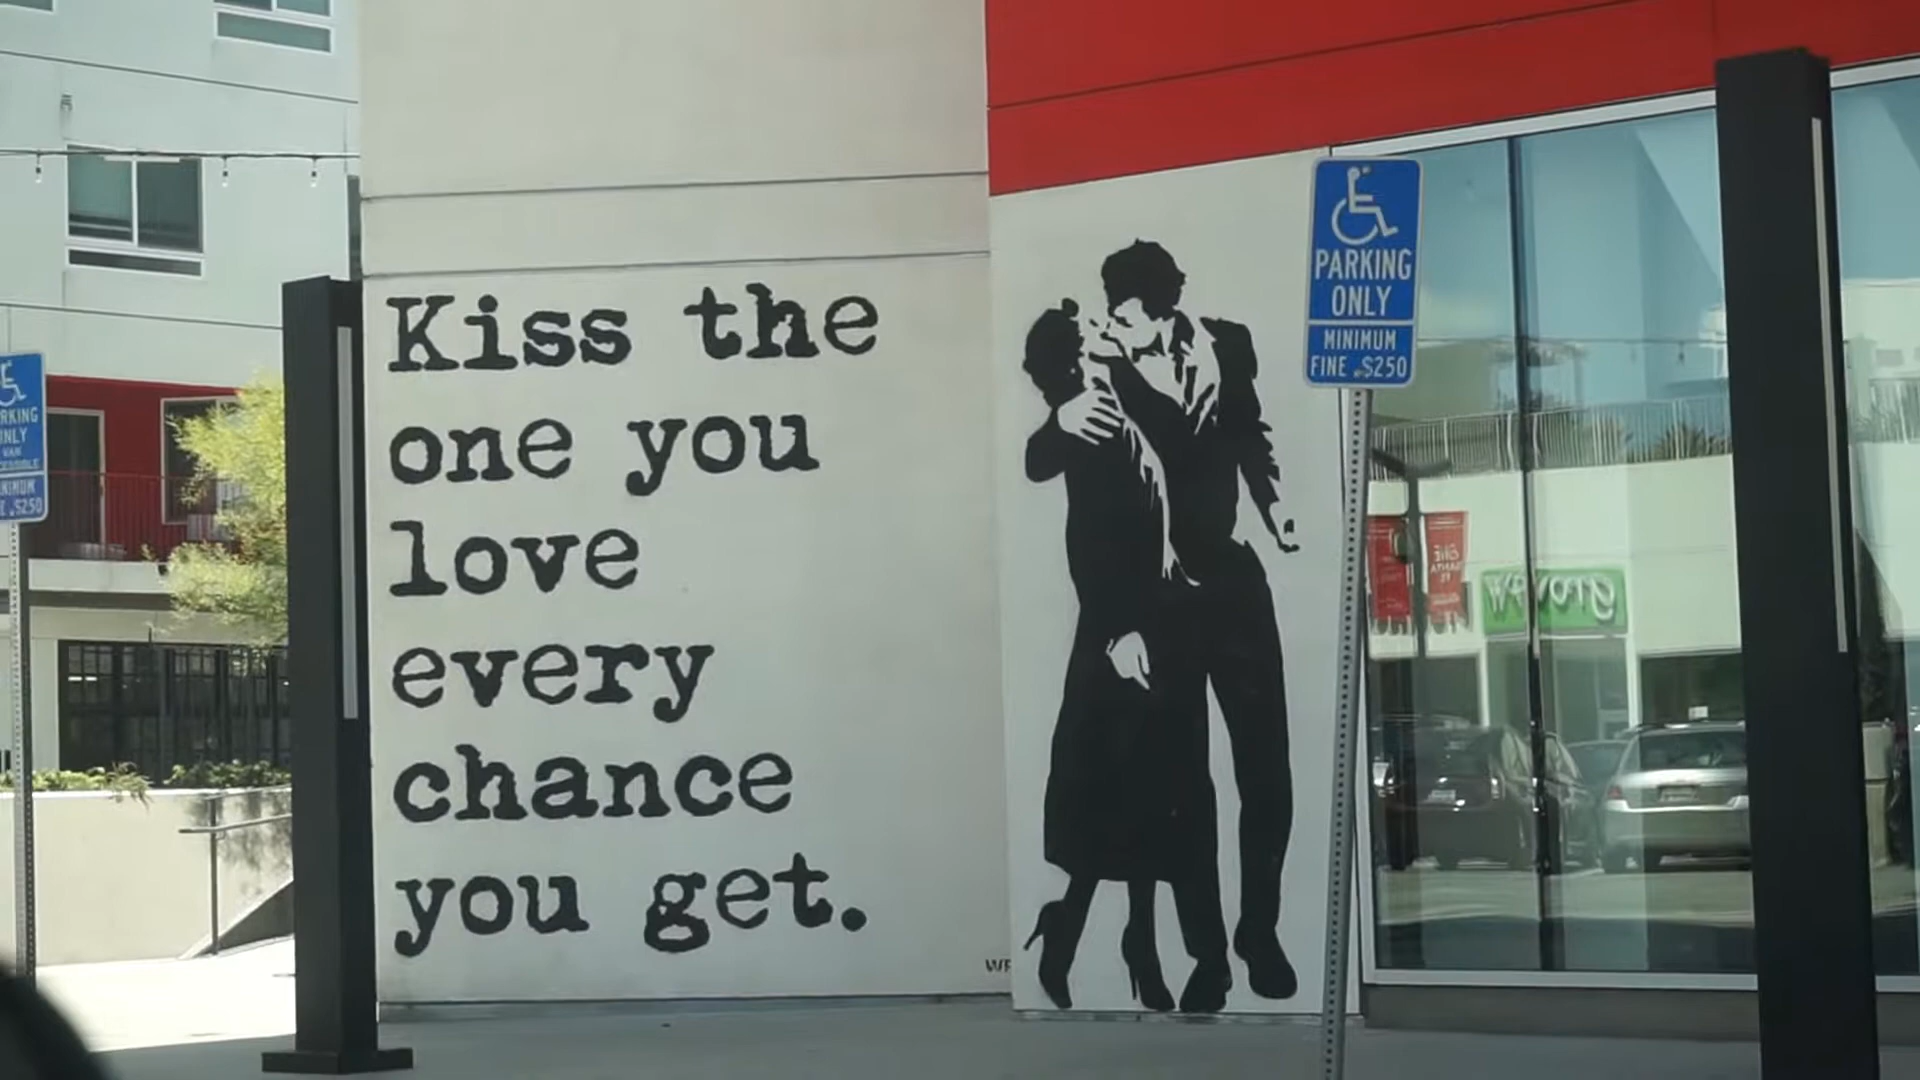 Kiss the
one you
love
every
chance
you get.
PARKING
ONLY
MINIMUM
FINE $250